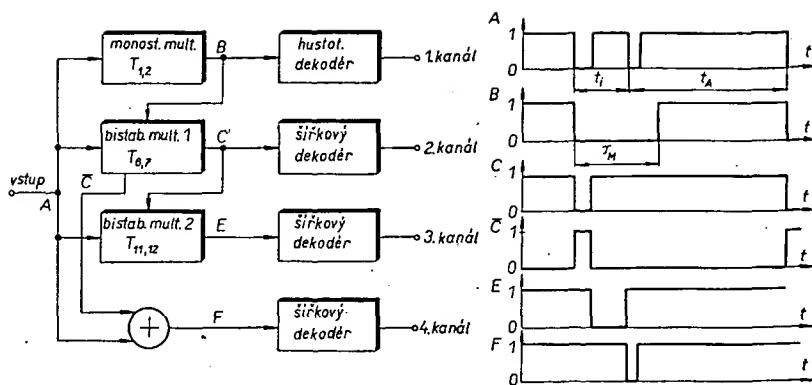 monost. mult.
T1,2
B
hustot.
dekodér
1. kanál
bistab. mult. 1
T6,7
C'
šířkový
dekodér
2. kanál
vstup
A
C̅
bistab. mult. 2
T11,12
E
šířkový
dekodér
3. kanál
+
F
šířkový
dekodér
4. kanál
A
1
0
t
ti
tA
B
1
0
t
τM
C
1
0
t
C̅
1
0
t
E
1
0
t
F
1
0
t